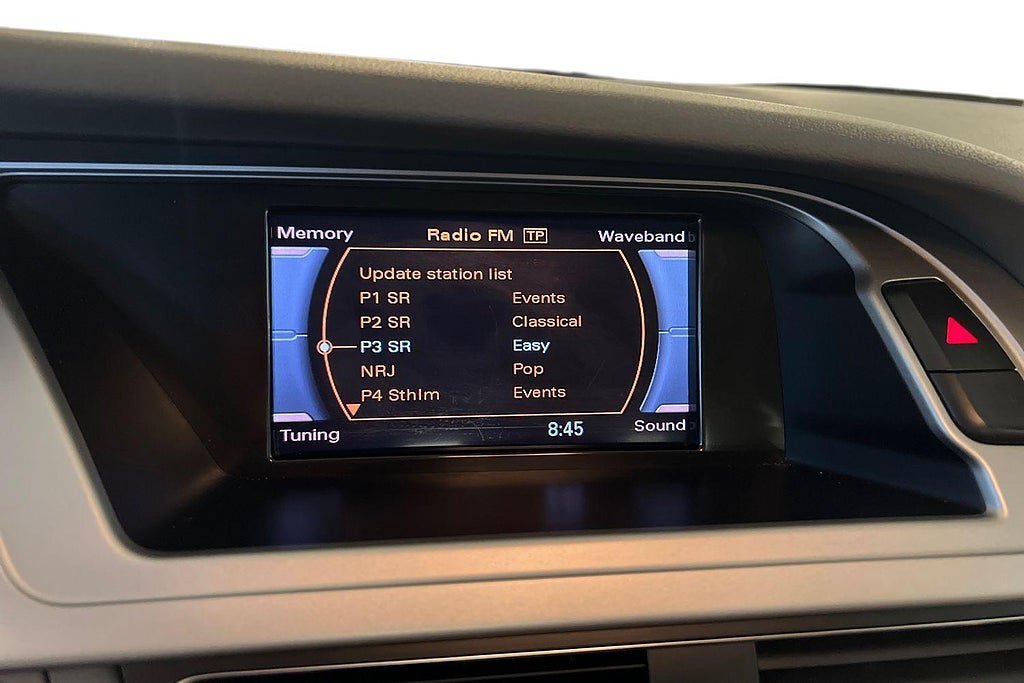 Memory Radio FM TP Waveband
Update station list
P1 SR Events
P2 SR Classical
P3 SR Easy
NRJ Pop
P4 Sthlm Events
Tuning 8:45 Sound